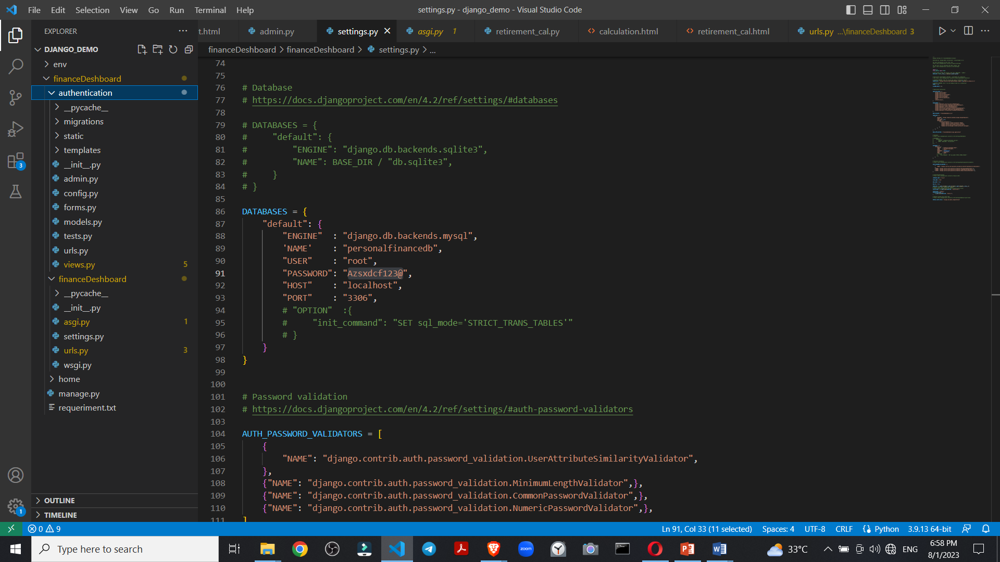 File Edit Selection View Go Run Terminal Help
settings.py - django_demo - Visual Studio Code
EXPLORER
t.html
admin.py
settings.py
asgi.py 1
retirement_cal.py
calculation.html
retirement_cal.html
urls.py ...\financeDeshboard 3
DJANGO_DEMO
financeDeshboard > financeDeshboard > settings.py > ...
env
financeDeshboard
authentication
__pycache__
migrations
static
templates
__init__.py
admin.py
config.py
forms.py
models.py
tests.py
urls.py
views.py 5
financeDeshboard
__pycache__
__init__.py
asgi.py 1
settings.py
urls.py 3
wsgi.py
home
manage.py
requeriment.txt
OUTLINE
TIMELINE
3
1
74
75
76 # Database
77 # https://docs.djangoproject.com/en/4.2/ref/settings/#databases
78
79 # DATABASES = {
80 #     "default": {
81 #         "ENGINE": "django.db.backends.sqlite3",
82 #         "NAME": BASE_DIR / "db.sqlite3",
83 #     }
84 # }
85
86 DATABASES = {
87     "default": {
88         "ENGINE"  : "django.db.backends.mysql",
89         'NAME'    : "personalfinancedb",
90         "USER"    : "root",
91         "PASSWORD": "Azsxdcf123@",
92         "HOST"    : "localhost",
93         "PORT"    : "3306",
94         # "OPTION"  :{
95         #     "init_command": "SET sql_mode='STRICT_TRANS_TABLES'"
96         # }
97     }
98 }
99
100
101 # Password validation
102 # https://docs.djangoproject.com/en/4.2/ref/settings/#auth-password-validators
103
104 AUTH_PASSWORD_VALIDATORS = [
105     {
106         "NAME": "django.contrib.auth.password_validation.UserAttributeSimilarityValidator",
107     },
108     {"NAME": "django.contrib.auth.password_validation.MinimumLengthValidator",},
109     {"NAME": "django.contrib.auth.password_validation.CommonPasswordValidator",},
110     {"NAME": "django.contrib.auth.password_validation.NumericPasswordValidator",},
111 ]
0 9
Ln 91, Col 33 (11 selected) Spaces: 4 UTF-8 CRLF {} Python 3.9.13 64-bit
Type here to search
zoom
33°C
ENG
6:58 PM
8/1/2023